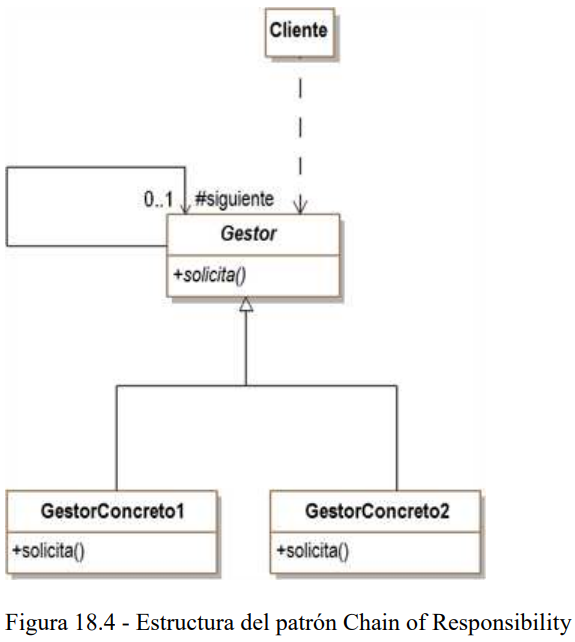 Cliente
0..1 #siguiente
Gestor
+solicita()
GestorConcreto1
+solicita()
GestorConcreto2
+solicita()
Figura 18.4 - Estructura del patrón Chain of Responsibility